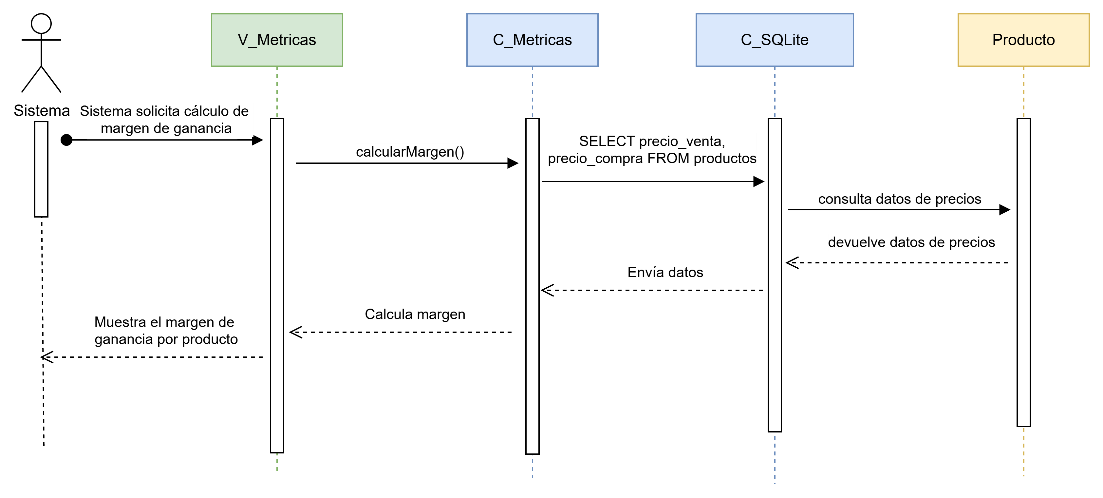 V_Metricas
C_Metricas
C_SQLite
Producto
Sistema
Sistema solicita cálculo de
margen de ganancia
calcularMargen()
SELECT precio_venta,
precio_compra FROM productos
consulta datos de precios
devuelve datos de precios
Envía datos
Calcula margen
Muestra el margen de
ganancia por producto